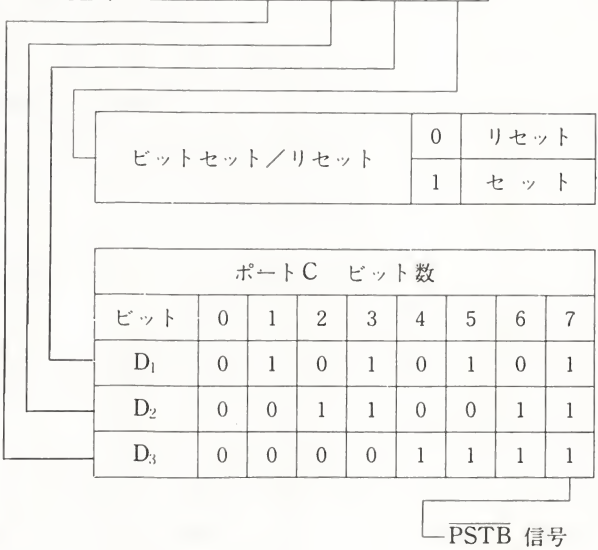 ビットセット／リセット 0 リセット
1 セット
ポートC ビット数
ビット 0 1 2 3 4 5 6 7
D₁ 0 1 0 1 0 1 0 1
D₂ 0 0 1 1 0 0 1 1
D₃ 0 0 0 0 1 1 1 1
P̅S̅T̅B̅ 信号